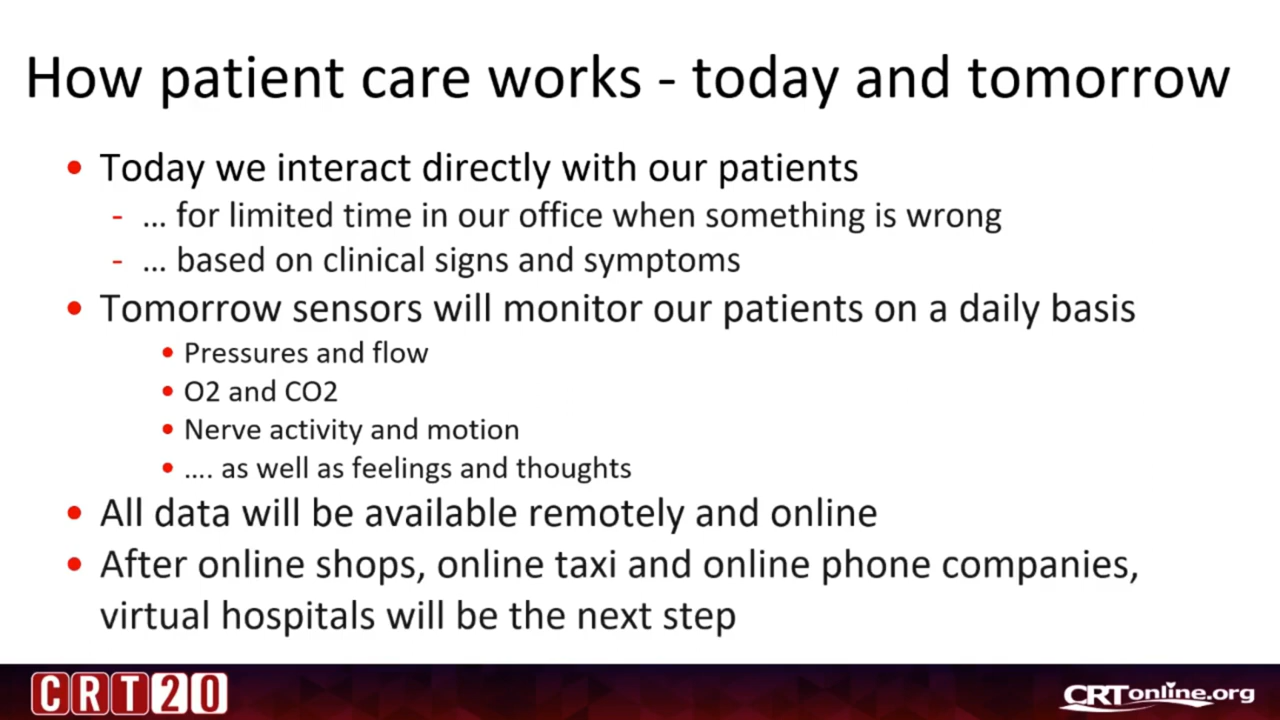 How patient care works - today and tomorrow
• Today we interact directly with our patients
- ... for limited time in our office when something is wrong
- ... based on clinical signs and symptoms
• Tomorrow sensors will monitor our patients on a daily basis
• Pressures and flow
• O2 and CO2
• Nerve activity and motion
• .... as well as feelings and thoughts
• All data will be available remotely and online
• After online shops, online taxi and online phone companies,
virtual hospitals will be the next step
CRT20
CRTonline.org